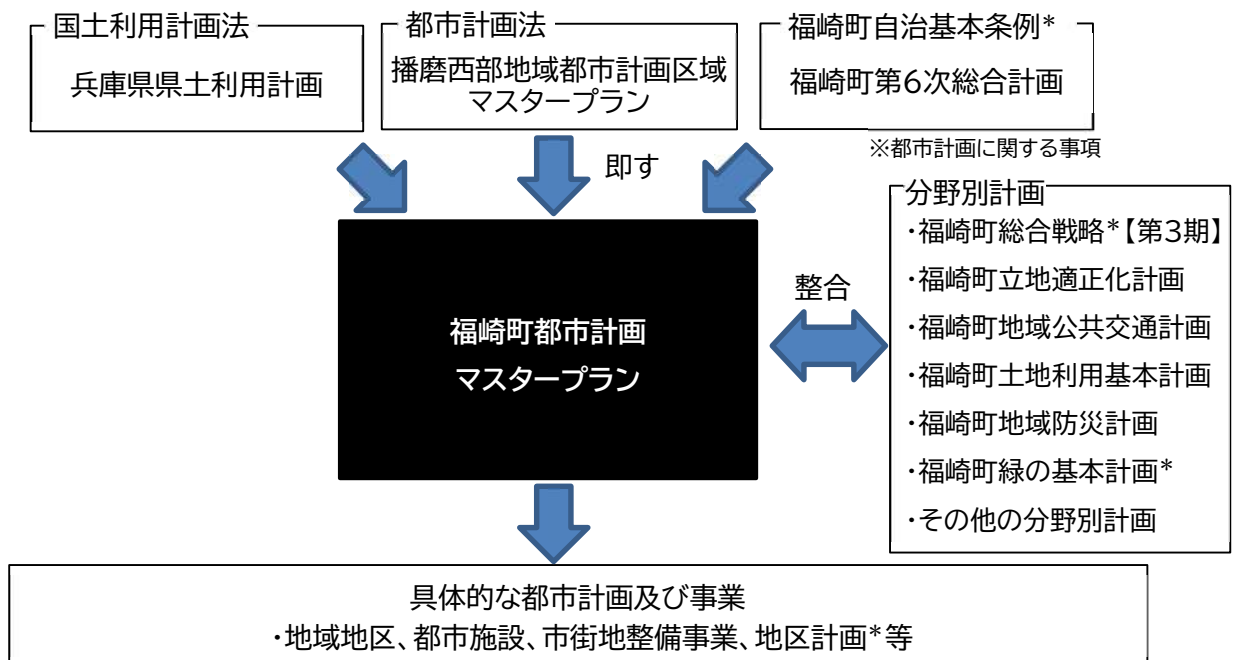 国土利用計画法
兵庫県県土利用計画
都市計画法
播磨西部地域都市計画区域
マスタープラン
福崎町自治基本条例*
福崎町第6次総合計画
※都市計画に関する事項
即す
福崎町都市計画
マスタープラン
整合
分野別計画
・福崎町総合戦略*【第3期】
・福崎町立地適正化計画
・福崎町地域公共交通計画
・福崎町土地利用基本計画
・福崎町地域防災計画
・福崎町緑の基本計画*
・その他の分野別計画
具体的な都市計画及び事業
・地域地区、都市施設、市街地整備事業、地区計画*等